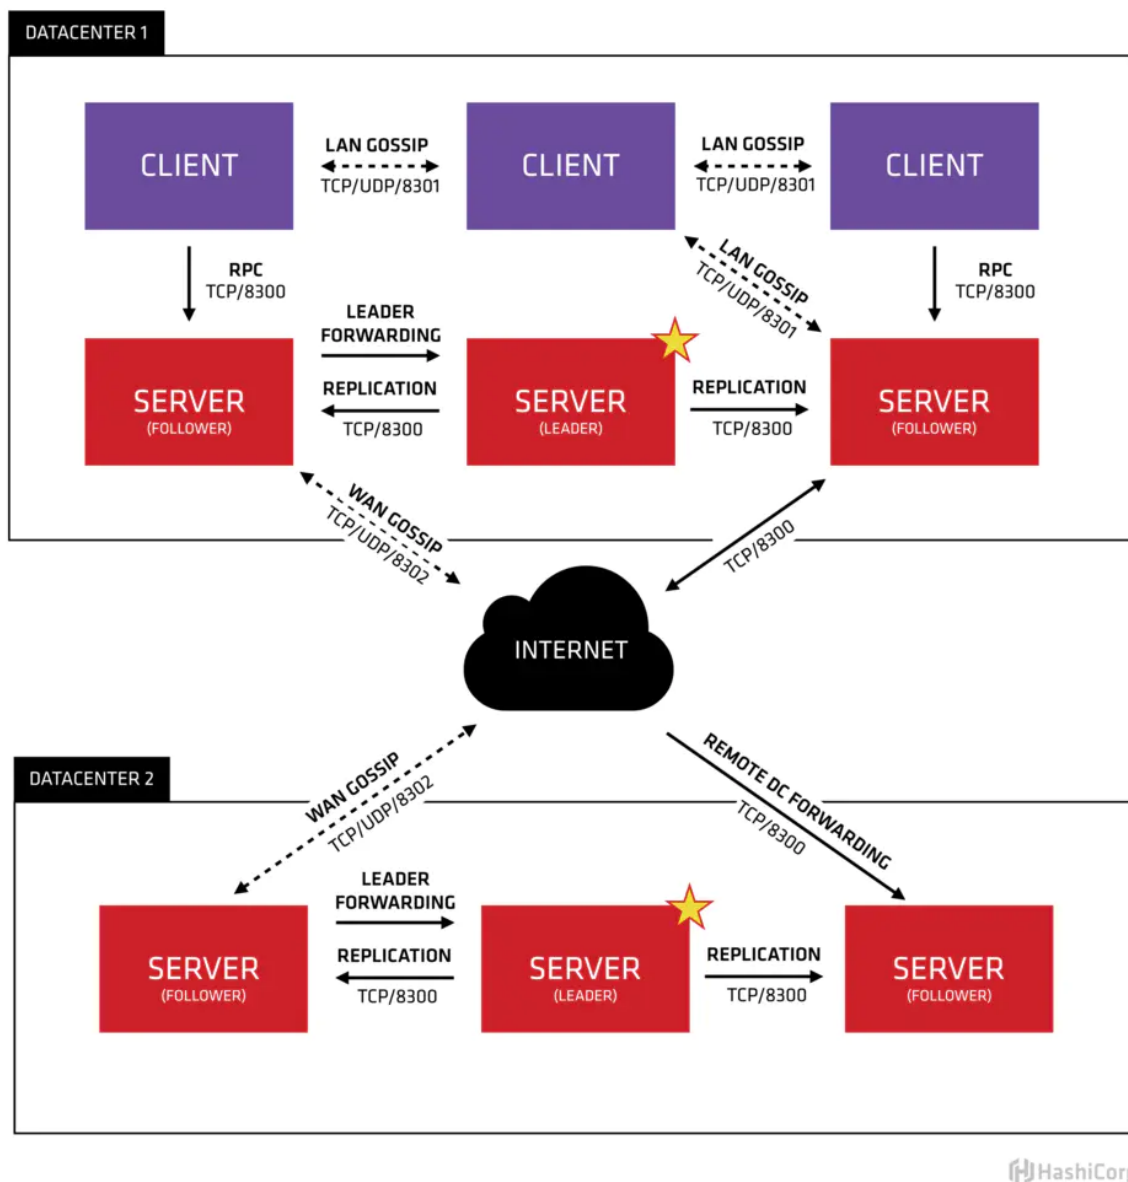 DATACENTER 1
CLIENT
LAN GOSSIP
TCP/UDP/8301
CLIENT
LAN GOSSIP
TCP/UDP/8301
CLIENT
RPC
TCP/8300
LAN GOSSIP
TCP/UDP/8301
RPC
TCP/8300
LEADER
FORWARDING
SERVER
(FOLLOWER)
REPLICATION
TCP/8300
SERVER
(LEADER)
REPLICATION
TCP/8300
SERVER
(FOLLOWER)
WAN GOSSIP
TCP/UDP/8302
TCP/8300
INTERNET
DATACENTER 2
WAN GOSSIP
TCP/UDP/8302
REMOTE DC FORWARDING
TCP/8300
LEADER
FORWARDING
SERVER
(FOLLOWER)
REPLICATION
TCP/8300
SERVER
(LEADER)
REPLICATION
TCP/8300
SERVER
(FOLLOWER)
HashiCorp